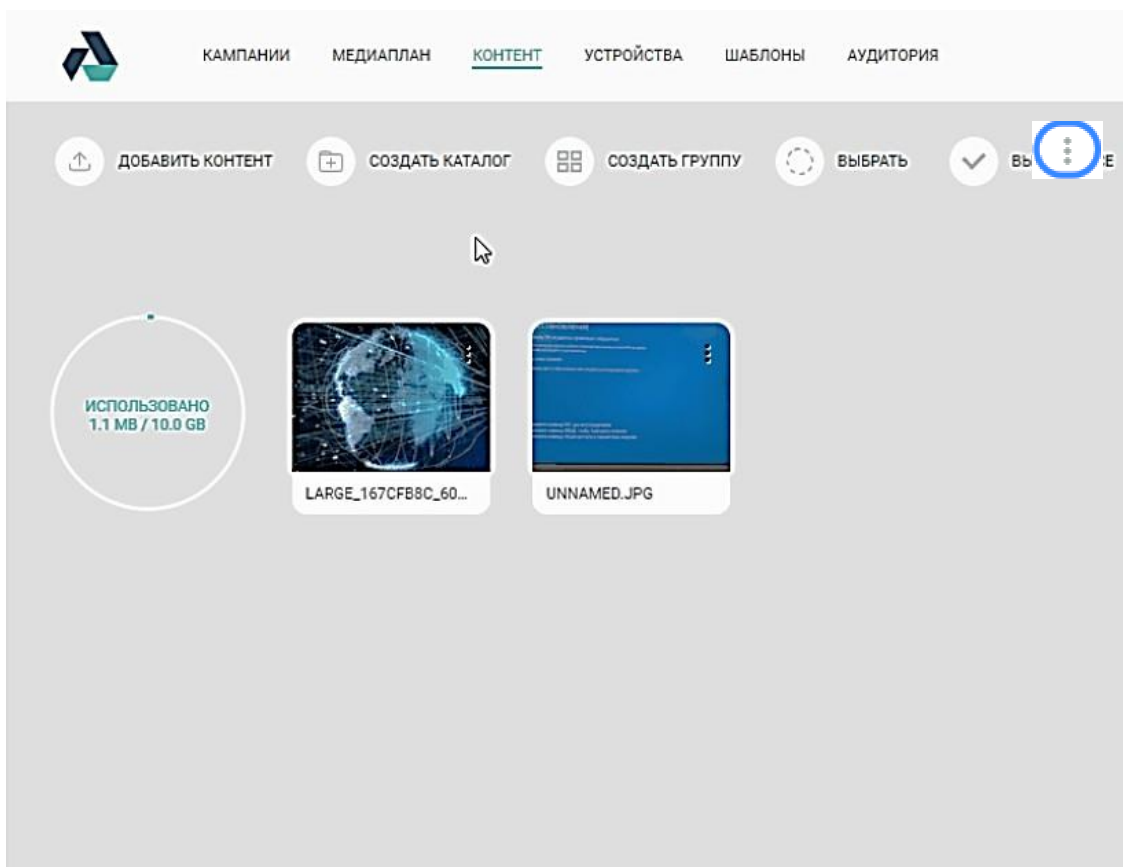 КАМПАНИИ МЕДИАПЛАН КОНТЕНТ УСТРОЙСТВА ШАБЛОНЫ АУДИТОРИЯ
ДОБАВИТЬ КОНТЕНТ СОЗДАТЬ КАТАЛОГ СОЗДАТЬ ГРУППУ ВЫБРАТЬ
ИСПОЛЬЗОВАНО
1.1 MB / 10.0 GB
LARGE_167CFB8C_60... UNNAMED.JPG